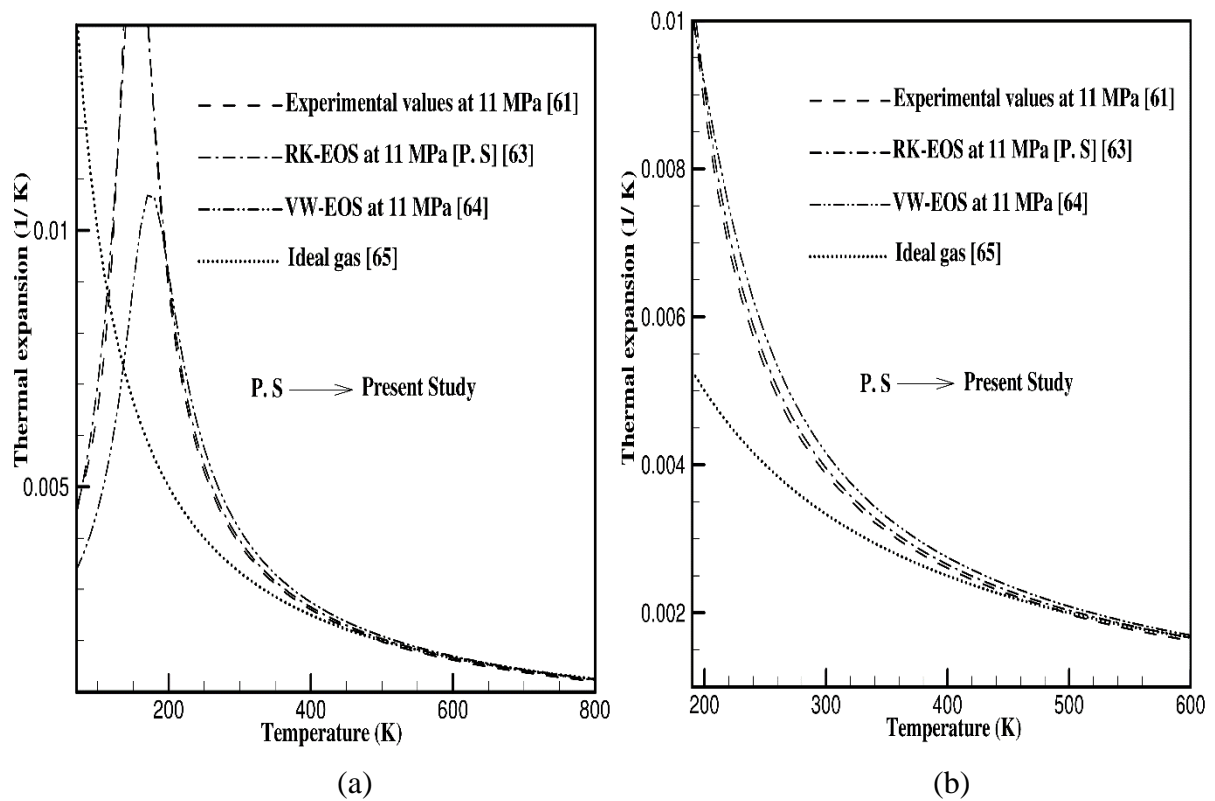 Thermal expansion (1/ K)
0.01
0.005
Experimental values at 11 MPa [61]
RK-EOS at 11 MPa [P. S] [63]
VW-EOS at 11 MPa [64]
Ideal gas [65]
P. S Present Study
200 400 600 800
Temperature (K)
(a)
Thermal expansion (1/ K)
0.01
0.008
0.006
0.004
0.002
Experimental values at 11 MPa [61]
RK-EOS at 11 MPa [P. S] [63]
VW-EOS at 11 MPa [64]
Ideal gas [65]
P. S Present Study
200 300 400 500 600
Temperature (K)
(b)